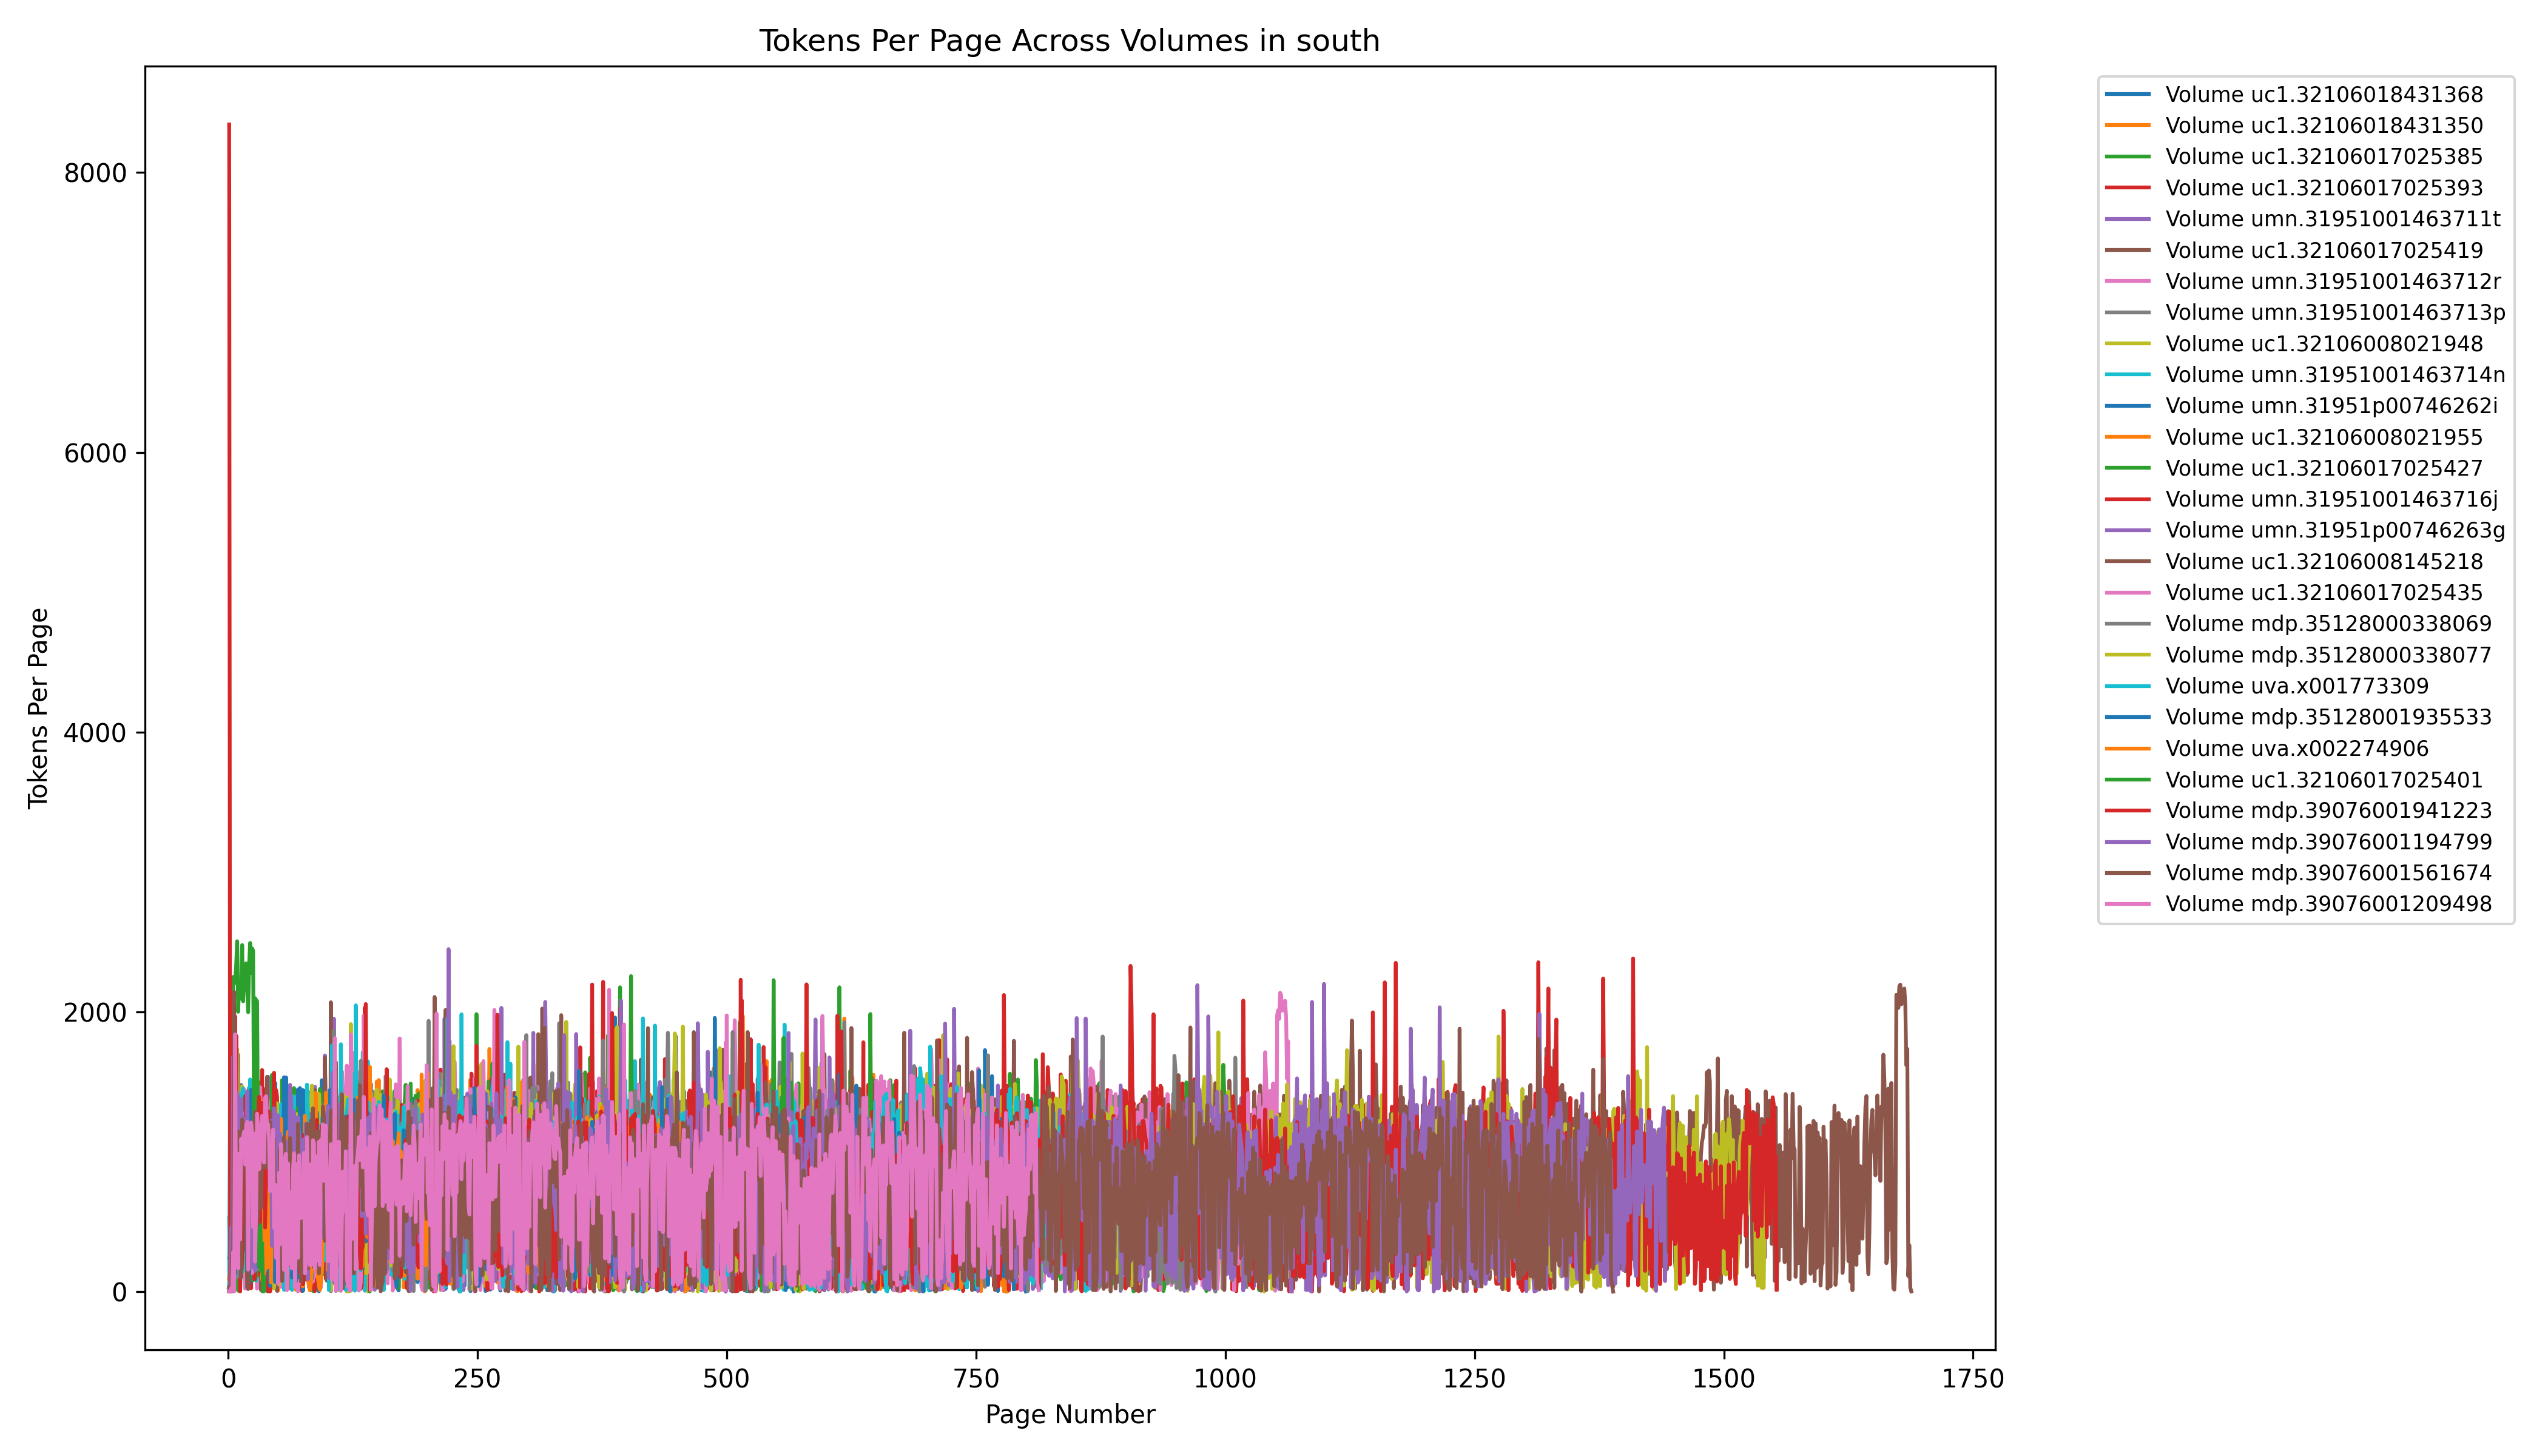 Tokens Per Page Across Volumes in south
8000
6000
4000
2000
0
Tokens Per Page
0 250 500 750 1000 1250 1500 1750
Page Number
Volume uc1.32106018431368
Volume uc1.32106018431350
Volume uc1.32106017025385
Volume uc1.32106017025393
Volume umn.31951001463711t
Volume uc1.32106017025419
Volume umn.31951001463712r
Volume umn.31951001463713p
Volume uc1.32106008021948
Volume umn.31951001463714n
Volume umn.31951p00746262i
Volume uc1.32106008021955
Volume uc1.32106017025427
Volume umn.31951001463716j
Volume umn.31951p00746263g
Volume uc1.32106008145218
Volume uc1.32106017025435
Volume mdp.35128000338069
Volume mdp.35128000338077
Volume uva.x001773309
Volume mdp.35128001935533
Volume uva.x002274906
Volume uc1.32106017025401
Volume mdp.39076001941223
Volume mdp.39076001194799
Volume mdp.39076001561674
Volume mdp.39076001209498